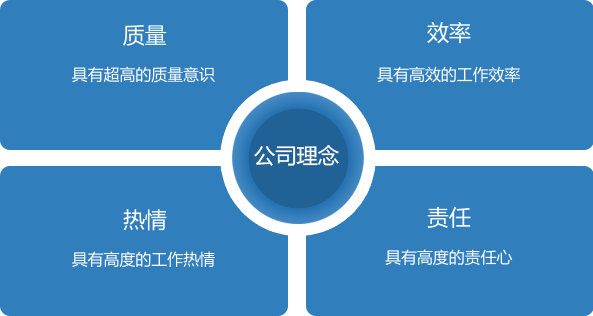 质量
具有超高的质量意识
效率
具有高效的工作效率
公司理念
热情
具有高度的工作热情
责任
具有高度的责任心